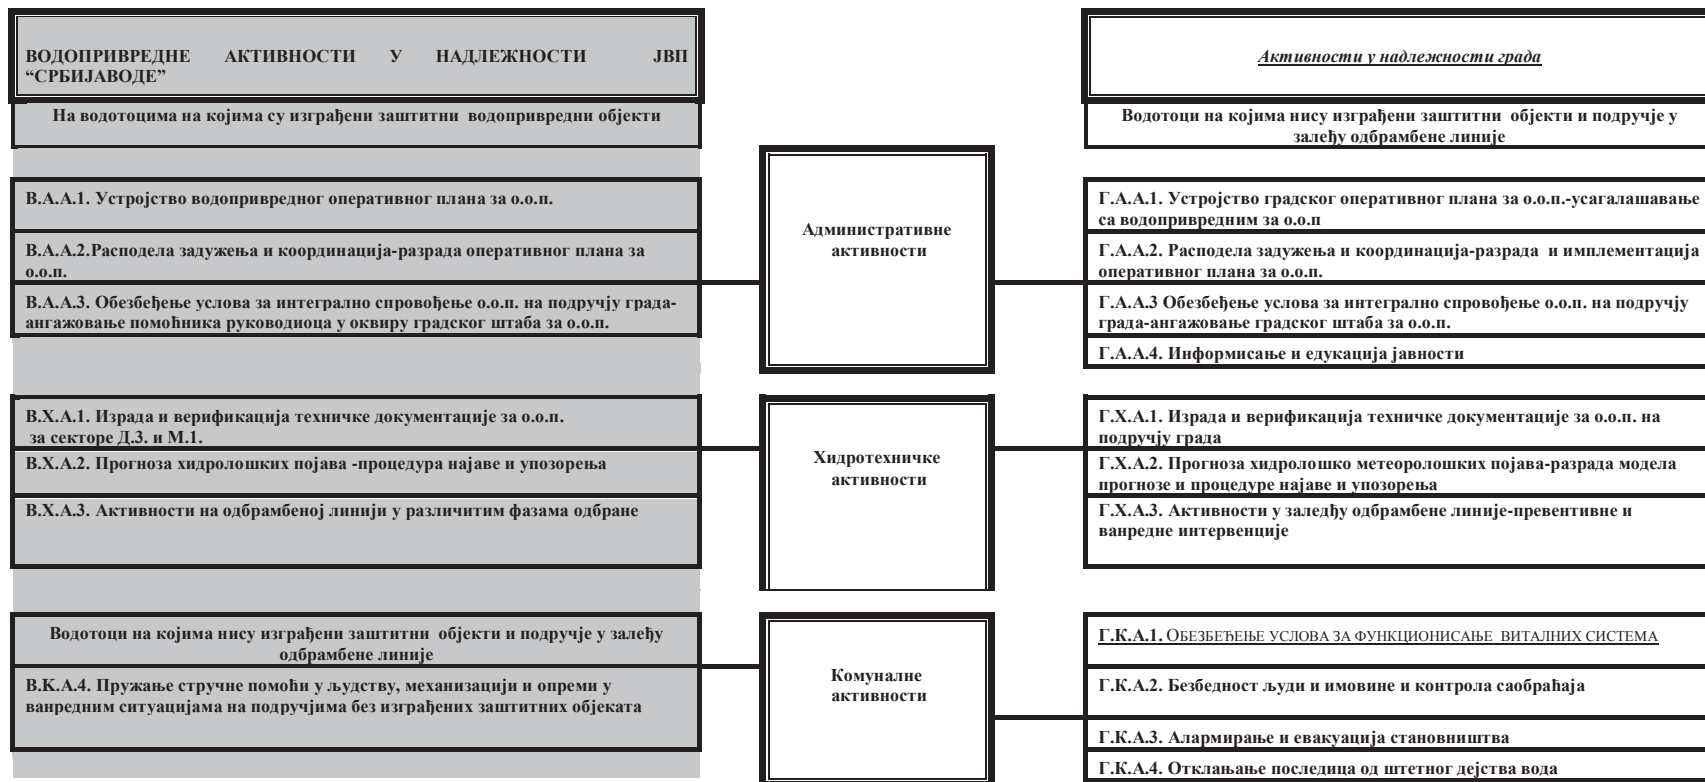 ВОДОПРИВРЕДНЕ АКТИВНОСТИ У НАДЛЕЖНОСТИ ЈВП
“СРБИЈАВОДЕ”
На водотоцима на којима су изграђени заштитни водопривредни објекти
В.А.А.1. Устројство водопривредног оперативног плана за о.о.п.
В.А.А.2.Расподела задужења и координација-разрада оперативног плана за
о.о.п.
В.А.А.3. Обезбеђење услова за интегрално спровођење о.о.п. на подручју града-
ангажовање помоћника руководиоца у оквиру градског штаба за о.о.п.
В.Х.А.1. Израда и верификација техничке документације за о.о.п.
за секторе Д.3. и М.1.
В.Х.А.2. Прогноза хидролошких појава -процедура најаве и упозорења
В.Х.А.3. Активности на одбрамбеној линији у различитим фазама одбране
Водотоци на којима нису изграђени заштитни објекти и подручје у залеђу
одбрамбене линије
В.К.А.4. Пружање стручне помоћи у људству, механизацији и опреми у
ванредним ситуацијама на подручјима без изграђених заштитних објеката
Административне
активности
Хидротехничке
активности
Комуналне
активности
Активности у надлежности града
Водотоци на којима нису изграђени заштитни објекти и подручје у
залеђу одбрамбене линије
Г.А.А.1. Устројство градског оперативног плана за о.о.п.-усагалашавање
са водопривредним за о.о.п
Г.А.А.2. Расподела задужења и координација-разрада и имплементација
оперативног плана за о.о.п.
Г.А.А.3 Обезбеђење услова за интегрално спровођење о.о.п. на подручју
града-ангажовање градског штаба за о.о.п.
Г.А.А.4. Информисање и едукација јавности
Г.Х.А.1. Израда и верификација техничке документације за о.о.п. на
подручју града
Г.Х.А.2. Прогноза хидролошко метеоролошких појава-разрада модела
прогнозе и процедуре најаве и упозорења
Г.Х.А.3. Активности у заледђу одбрамбене линије-превентивне и
ванредне интервенције
Г.К.А.1. ОБЕЗБЕЂЕЊЕ УСЛОВА ЗА ФУНКЦИОНИСАЊЕ ВИТАЛНИХ СИСТЕМА
Г.К.А.2. Безбедност људи и имовине и контрола саобраћаја
Г.К.А.3. Алармирање и евакуација становништва
Г.К.А.4. Отклањање последица од штетног дејства вода